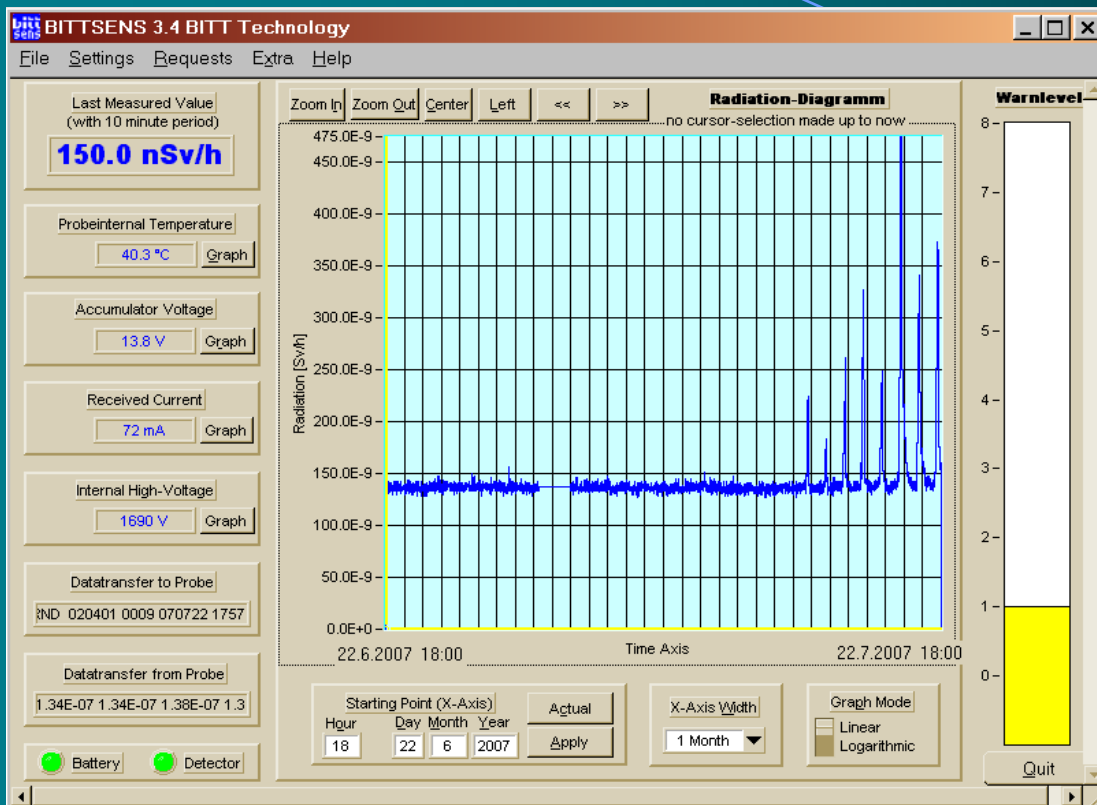 bitt sens BITTSENS 3.4 BITT Technology
File Settings Requests Extra Help
Last Measured Value
(with 10 minute period)
150.0 nSv/h
Probeinternal Temperature
40.3 °C Graph
Accumulator Voltage
13.8 V Graph
Received Current
72 mA Graph
Internal High-Voltage
1690 V Graph
Datatransfer to Probe
RND 020401 0009 070722 1757
Datatransfer from Probe
1.34E-07 1.34E-07 1.38E-07 1.3
Battery Detector
Zoom In Zoom Out Center Left << >>
Radiation-Diagramm
no cursor-selection made up to now
475.0E-9
450.0E-9
400.0E-9
350.0E-9
300.0E-9
250.0E-9
200.0E-9
150.0E-9
100.0E-9
50.0E-9
0.0E+0
Radiation [Sv/h]
22.6.2007 18:00 Time Axis 22.7.2007 18:00
Starting Point (X-Axis)
Hour Day Month Year
18 22 6 2007
Actual
Apply
X-Axis Width
1 Month
Graph Mode
Linear
Logarithmic
Warnlevel
8
7
6
5
4
3
2
1
0
Quit